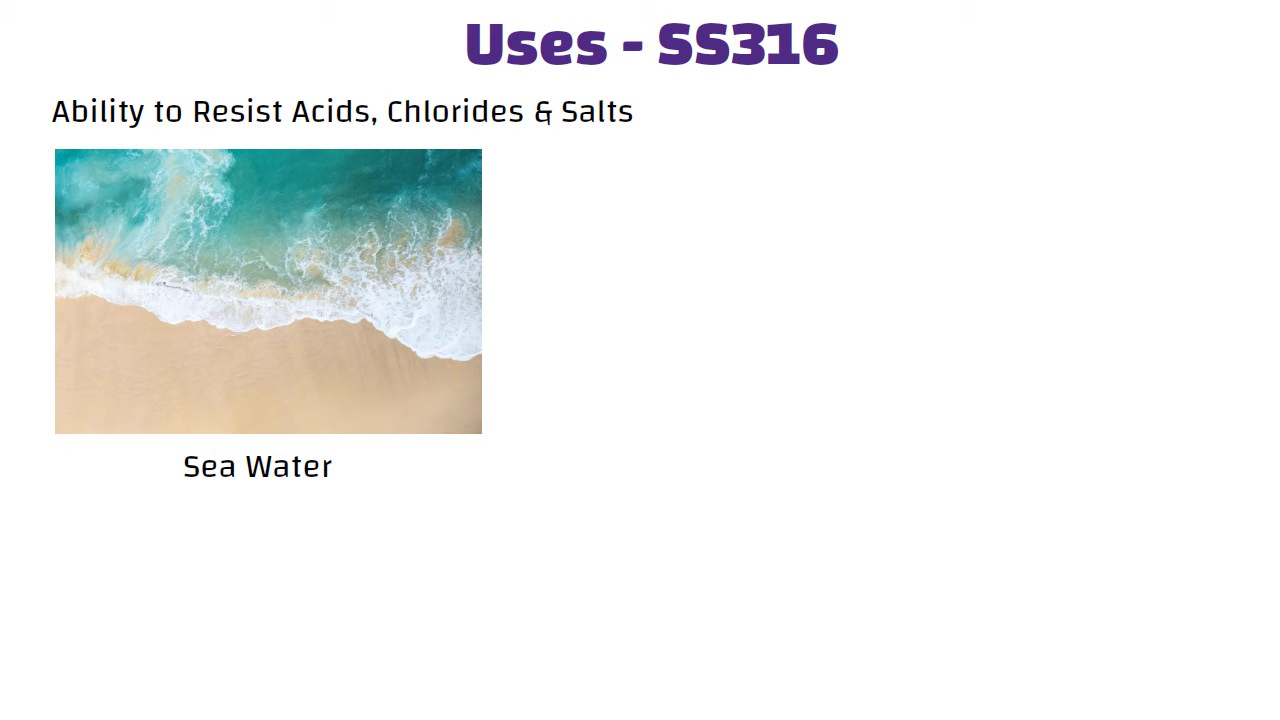 Uses - SS316
Ability to Resist Acids, Chlorides & Salts
Sea Water